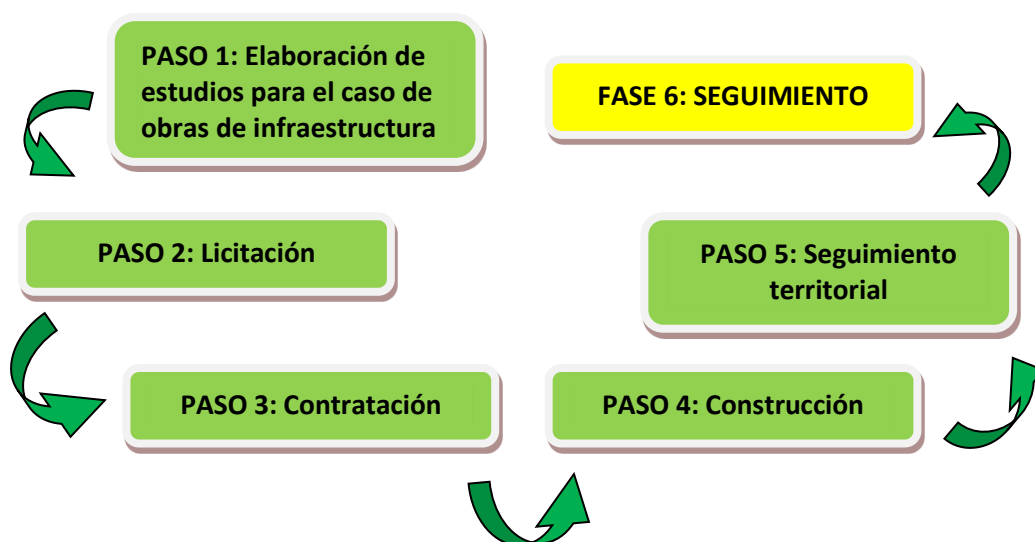 PASO 1: Elaboración de
estudios para el caso de
obras de infraestructura
PASO 2: Licitación
PASO 3: Contratación
PASO 4: Construcción
PASO 5: Seguimiento
territorial
FASE 6: SEGUIMIENTO